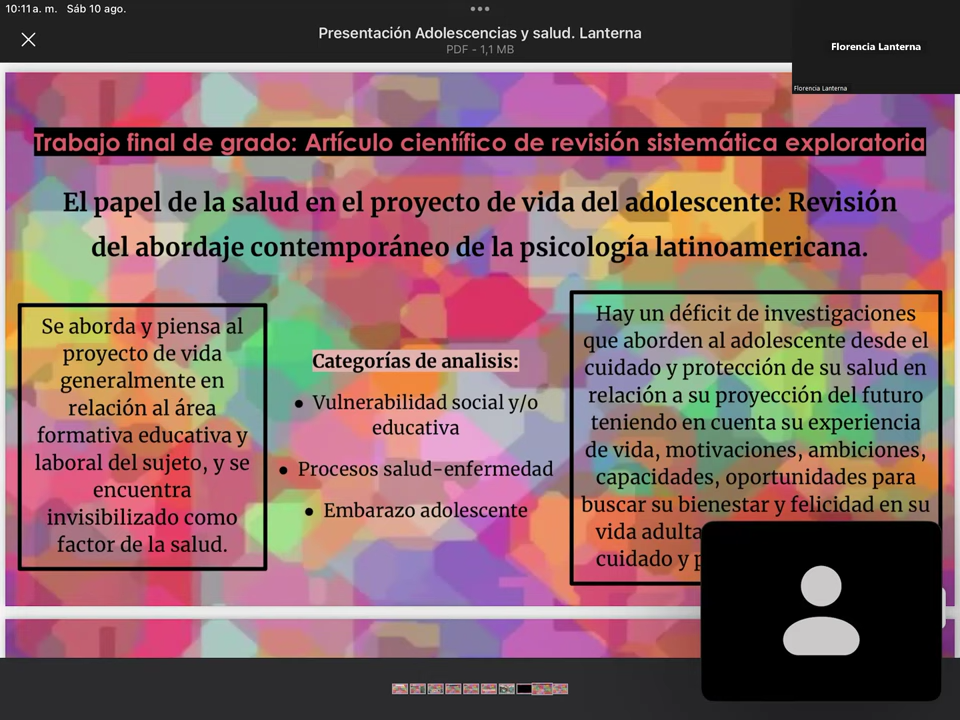 10:11 a. m. Sáb 10 ago.
Presentación Adolescencias y salud. Lanterna
PDF – 1,1 MB
Florencia Lanterna
Florencia Lanterna
Trabajo final de grado: Artículo científico de revisión sistemática exploratoria
El papel de la salud en el proyecto de vida del adolescente: Revisión
del abordaje contemporáneo de la psicología latinoamericana.
Se aborda y piensa al
proyecto de vida
generalmente en
relación al área
formativa educativa y
laboral del sujeto, y se
encuentra
invisibilizado como
factor de la salud.
Categorías de analisis:
• Vulnerabilidad social y/o
educativa
• Procesos salud-enfermedad
• Embarazo adolescente
Hay un déficit de investigaciones
que aborden al adolescente desde el
cuidado y protección de su salud en
relación a su proyección del futuro
teniendo en cuenta su experiencia
de vida, motivaciones, ambiciones,
capacidades, oportunidades para
buscar su bienestar y felicidad en su
vida adulta
cuidado y